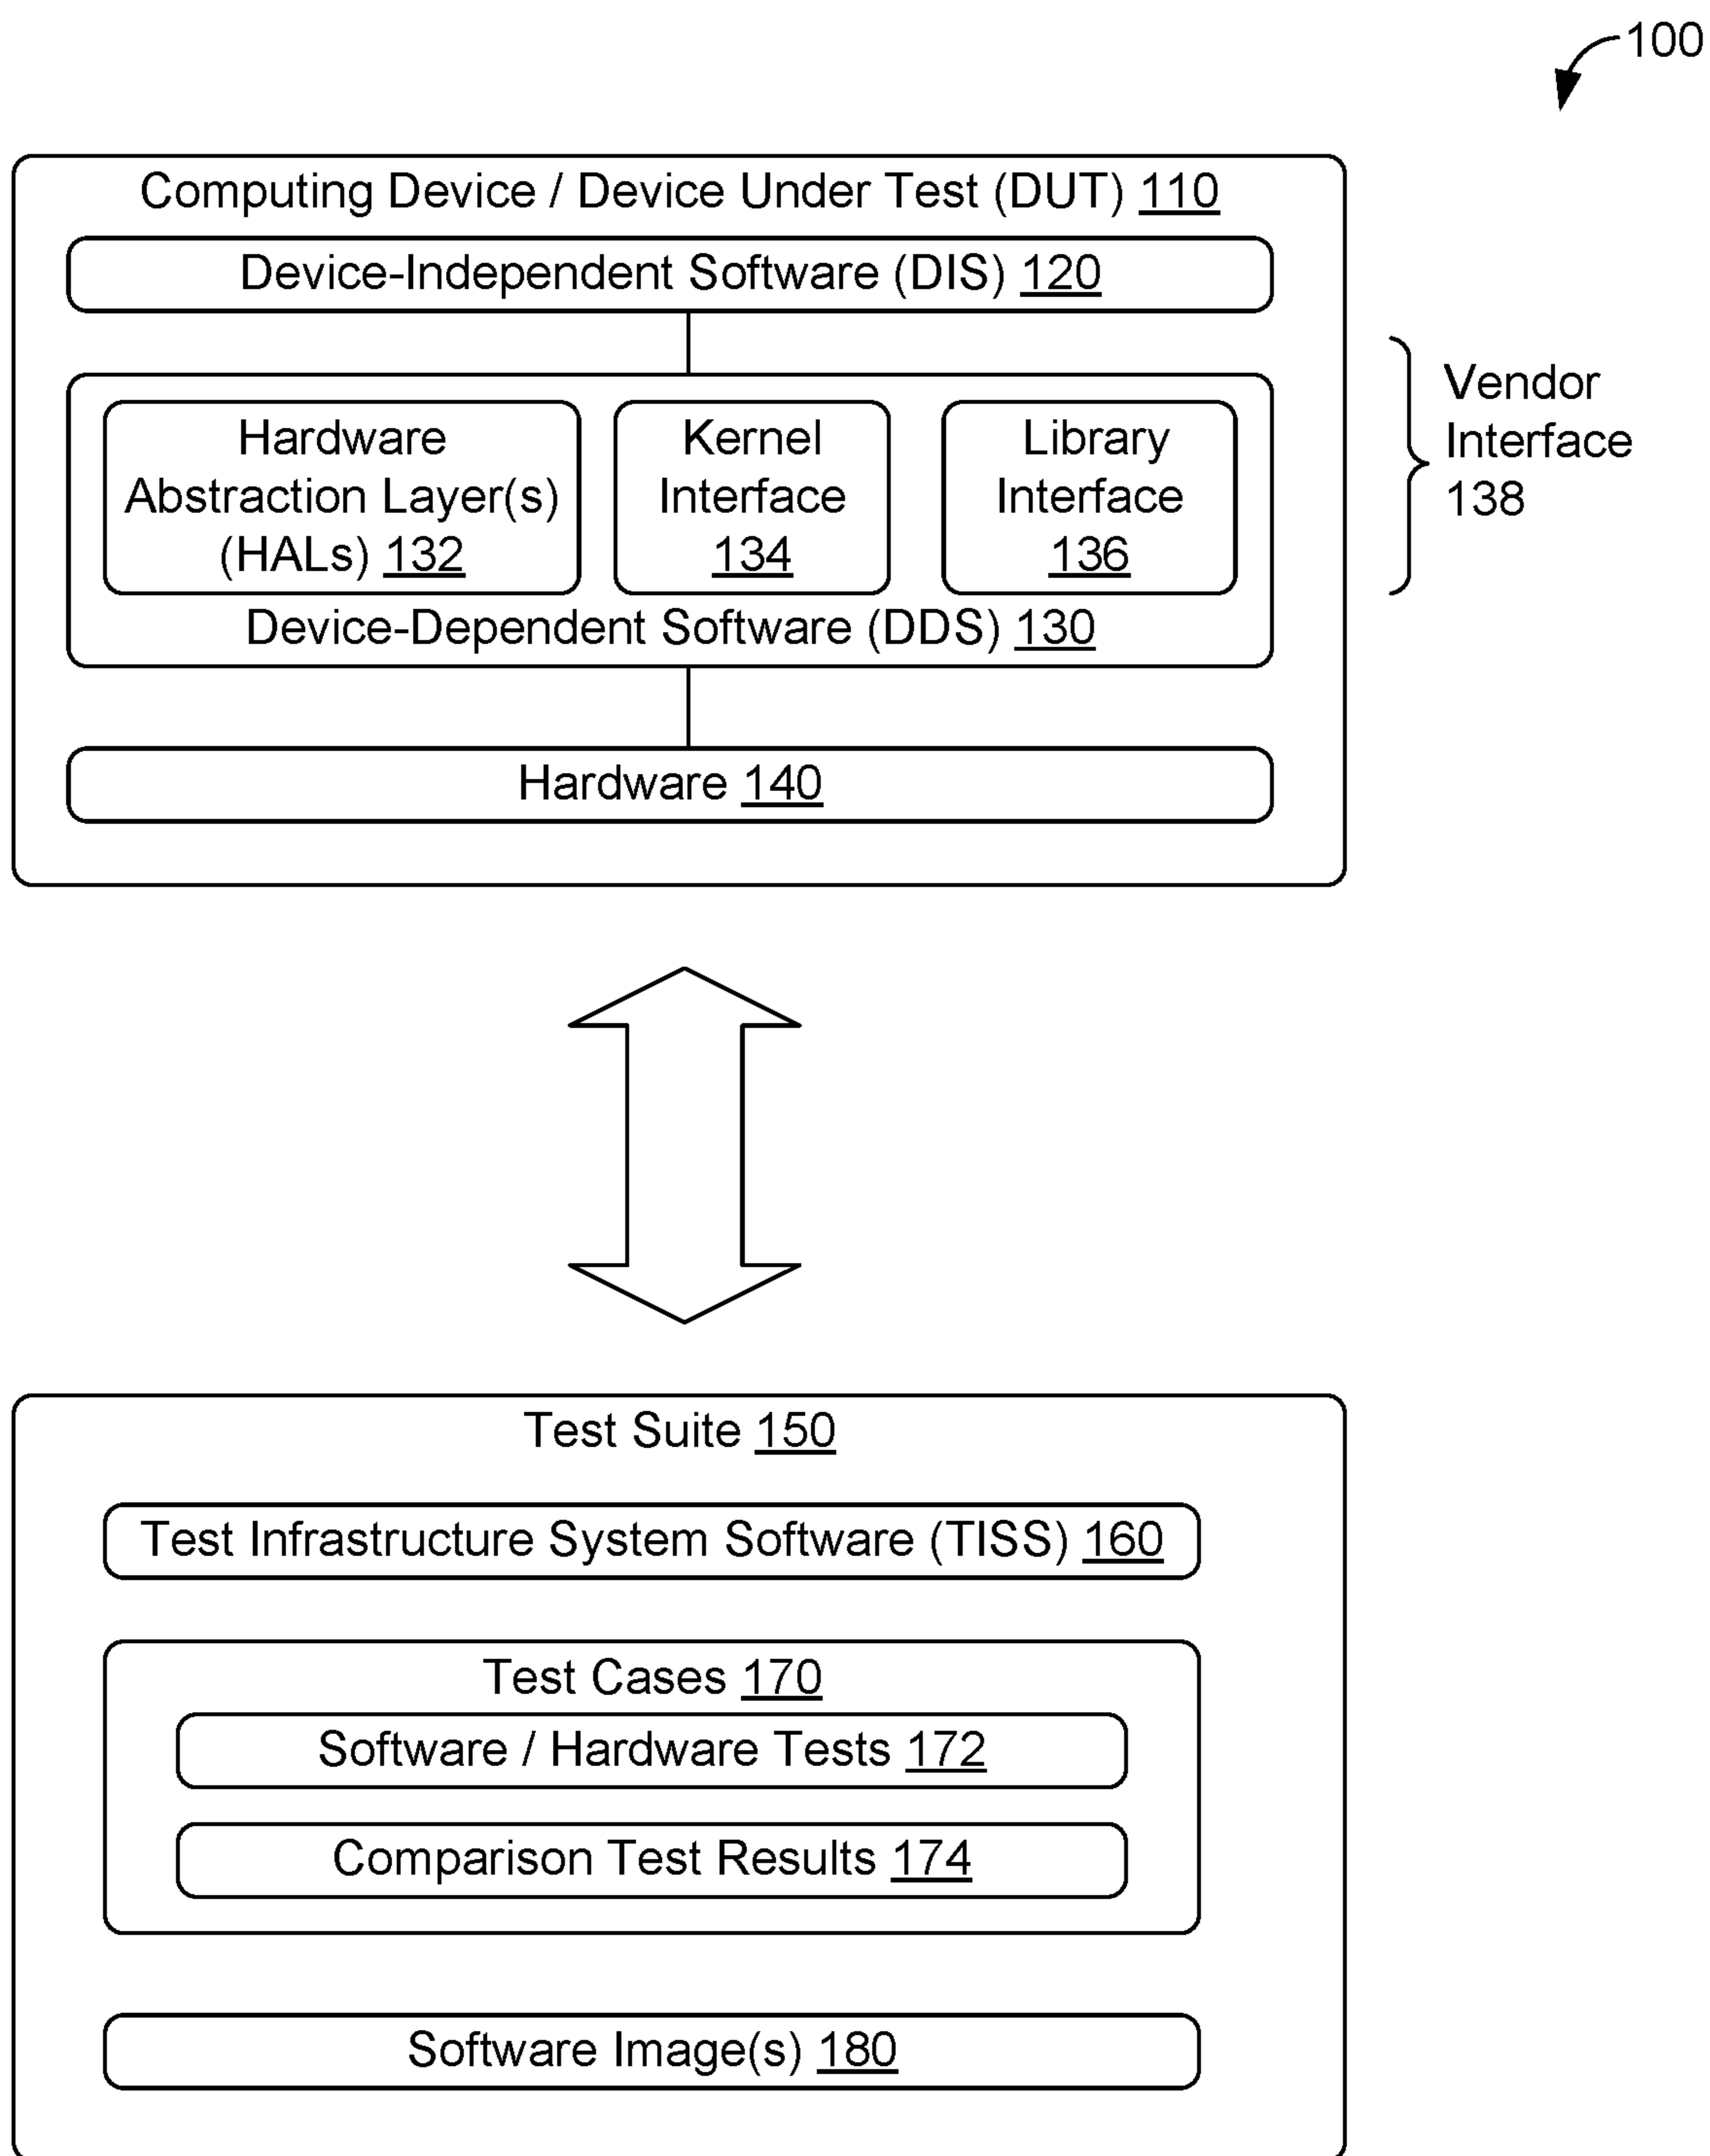 100
Computing Device / Device Under Test (DUT) 110
Device-Independent Software (DIS) 120
Hardware
Abstraction Layer(s)
(HALs) 132
Kernel
Interface
134
Library
Interface
136
Device-Dependent Software (DDS) 130
Vendor
Interface
138
Hardware 140
Test Suite 150
Test Infrastructure System Software (TISS) 160
Test Cases 170
Software / Hardware Tests 172
Comparison Test Results 174
Software Image(s) 180